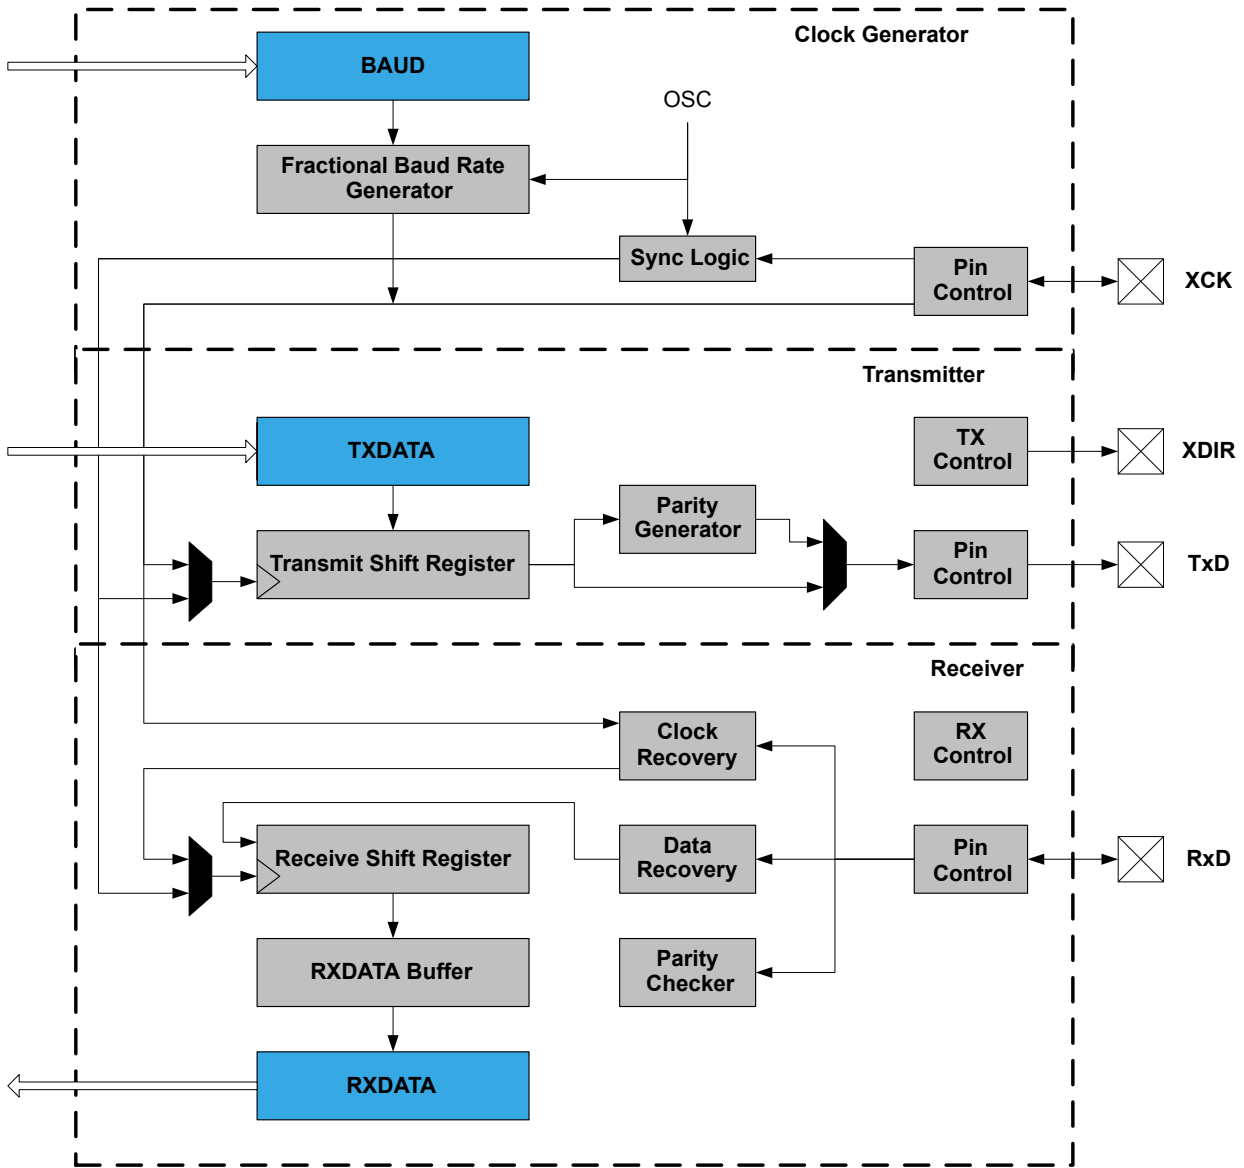 Clock Generator
BAUD
OSC
Fractional Baud Rate
Generator
Sync Logic
Pin
Control
XCK
Transmitter
TXDATA
TX
Control
XDIR
Parity
Generator
Transmit Shift Register
Pin
Control
TxD
Receiver
Clock
Recovery
RX
Control
Receive Shift Register
Data
Recovery
Pin
Control
RxD
RXDATA Buffer
Parity
Checker
RXDATA